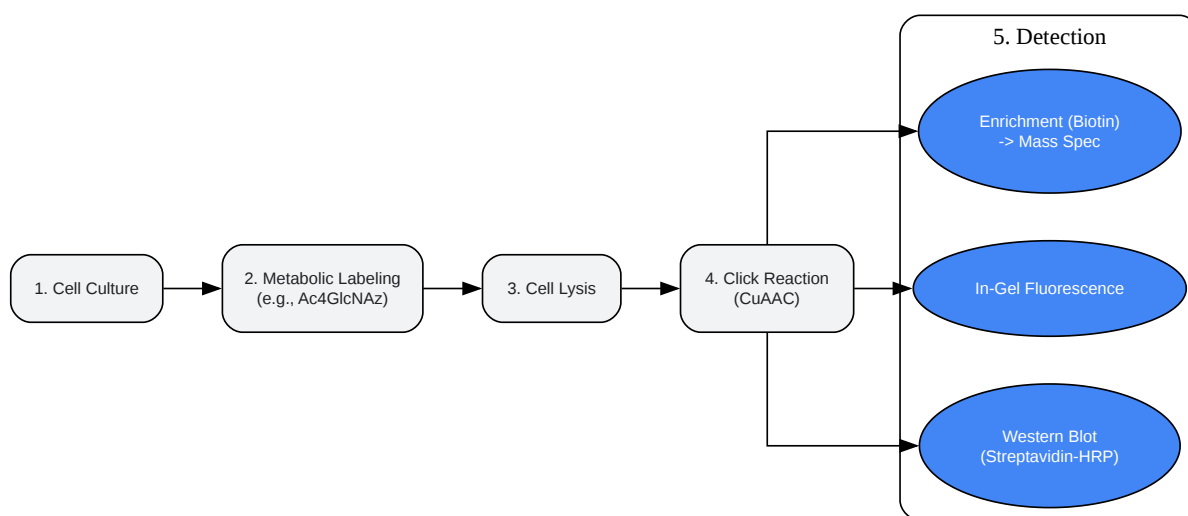 1. Cell Culture
2. Metabolic Labeling
(e.g., Ac4GlcNAz)
3. Cell Lysis
4. Click Reaction
(CuAAC)
5. Detection
Enrichment (Biotin)
-> Mass Spec
In-Gel Fluorescence
Western Blot
(Streptavidin-HRP)